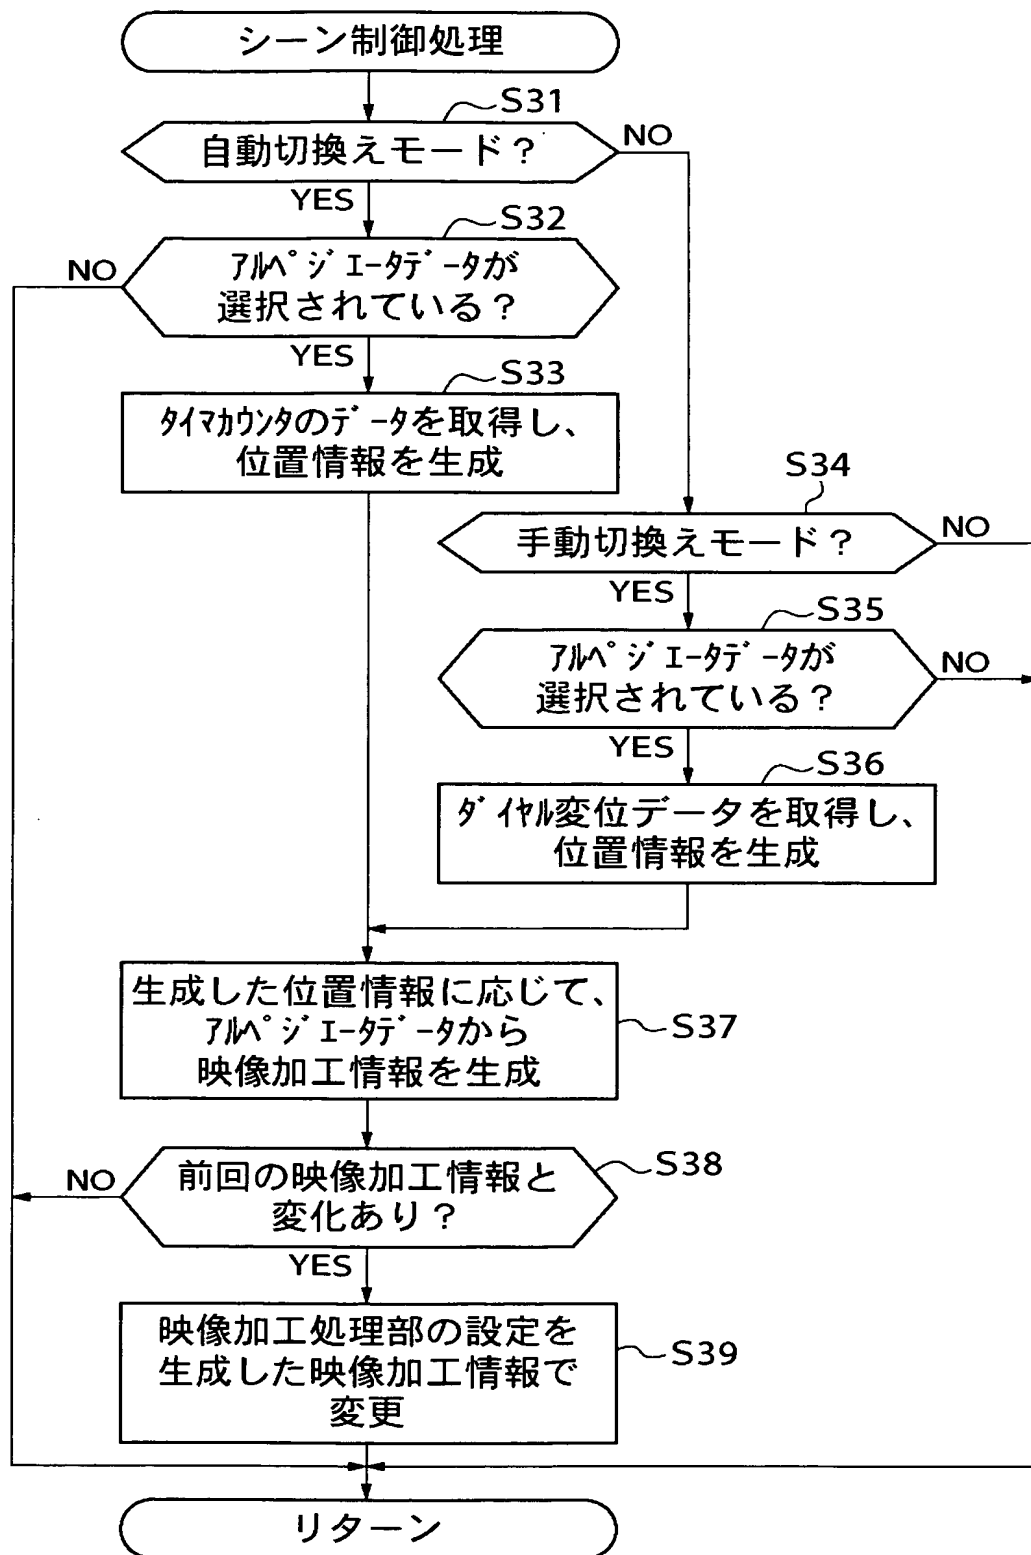 シーン制御処理
S31
自動切換えモード？
NO
YES
S32
NO
ｱﾙﾍﾟｼﾞｴｰﾀﾃﾞｰﾀが
選択されている？
YES
S33
ﾀｲﾏｶｳﾝﾀのﾃﾞｰﾀを取得し、
位置情報を生成
S34
手動切換えモード？
NO
YES
S35
ｱﾙﾍﾟｼﾞｴｰﾀﾃﾞｰﾀが
選択されている？
NO
YES
S36
ﾀﾞｲﾔﾙ変位データを取得し、
位置情報を生成
生成した位置情報に応じて、
ｱﾙﾍﾟｼﾞｴｰﾀﾃﾞｰﾀから
映像加工情報を生成
S37
NO
前回の映像加工情報と
変化あり？
S38
YES
映像加工処理部の設定を
生成した映像加工情報で
変更
S39
リターン